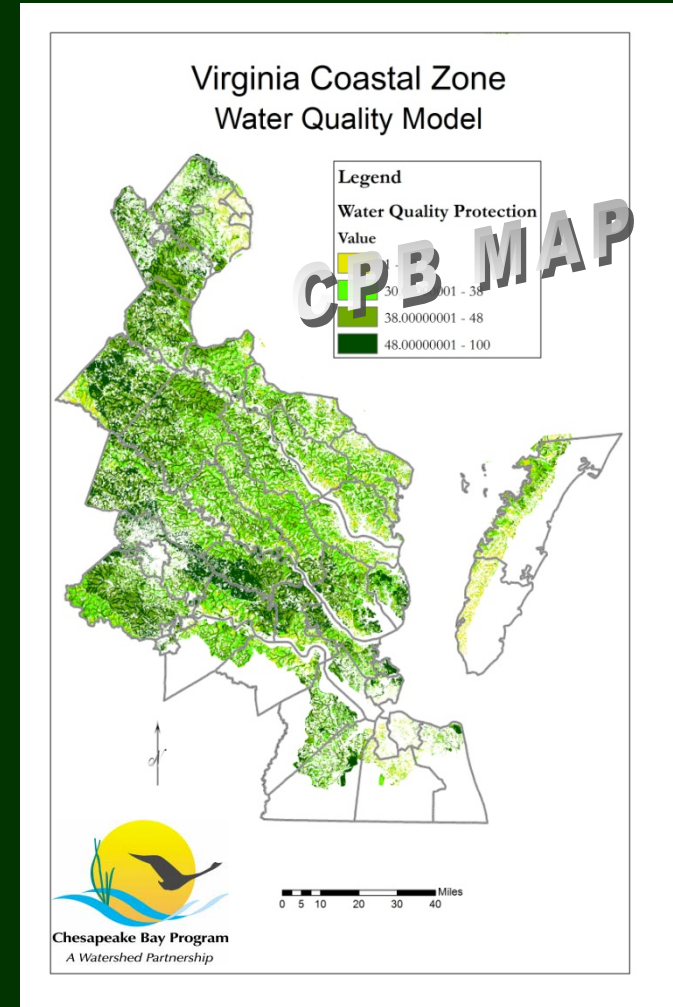 Virginia Coastal Zone
Water Quality Model
Legend
Water Quality Protection
Value
CPB MAP
38.00000001 - 48
48.00000001 - 100
Chesapeake Bay Program
A Watershed Partnership
Miles
0 5 10 20 30 40